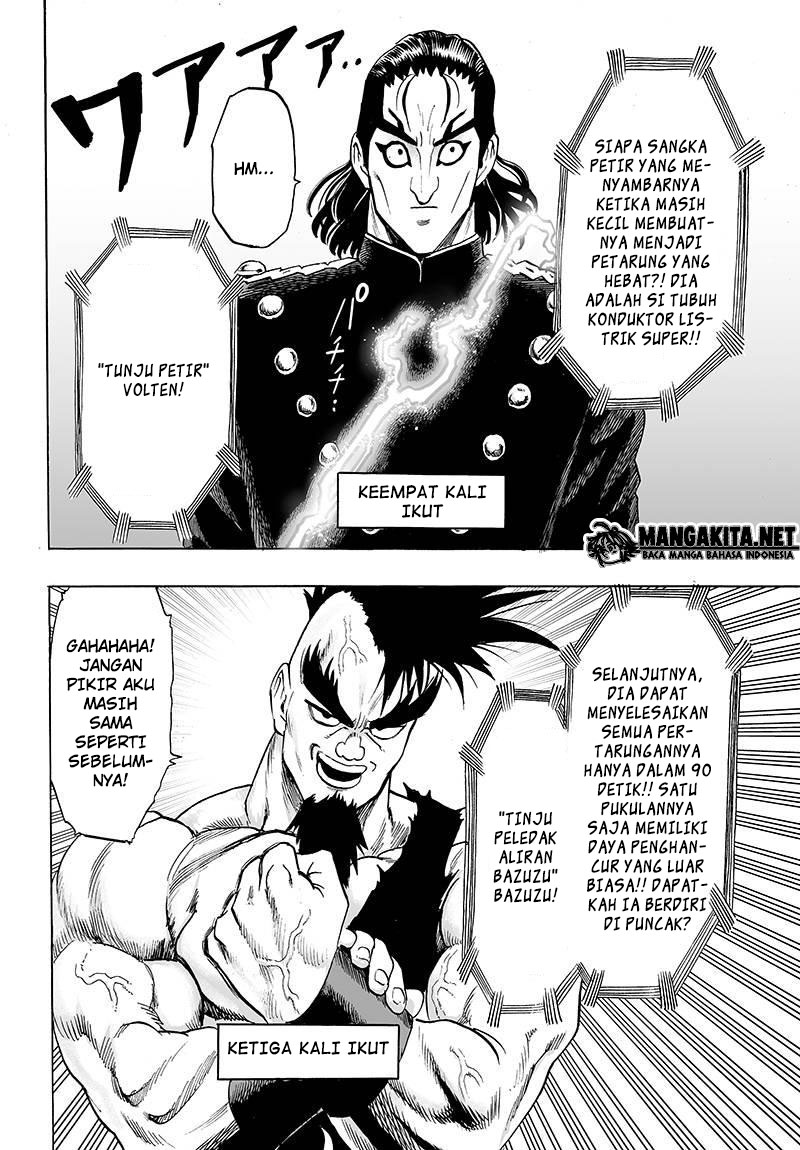 ワアアァ..
SIAPA SANGKA
PETIR YANG ME-
NYAMBARNYA
KETIKA MASIH
KECIL MEMBUAT-
NYA MENJADI
PETARUNG YANG
HEBAT?! DIA
ADALAH SI TUBUH
KONDUKTOR LIS-
TRIK SUPER!!
HM...
パチチ..
"TUNJU PETIR"
VOLTEN!
KEEMPAT KALI
IKUT
MANGAKITA.NET
BACA MANGA BAHASA INDONESIA
SELANJUTNYA,
DIA DAPAT
MENYELESAIKAN
SEMUA PER-
TARUNGANNYA
HANYA DALAM 90
DETIK!! SATU
PUKULANNYA
SAJA MEMILIKI
DAYA PENGHAN-
CUR YANG LUAR
BIASA!! DAPAT-
KAH IA BERDIRI
DI PUNCAK?
"TINJU
PELEDAK
ALIRAN
BAZUZU"
BAZUZU!
GAHAHAHA!
JANGAN
PIKIR AKU
MASIH
SAMA
SEPERTI
SEBELUM-
NYA!
KETIGA KALI IKUT